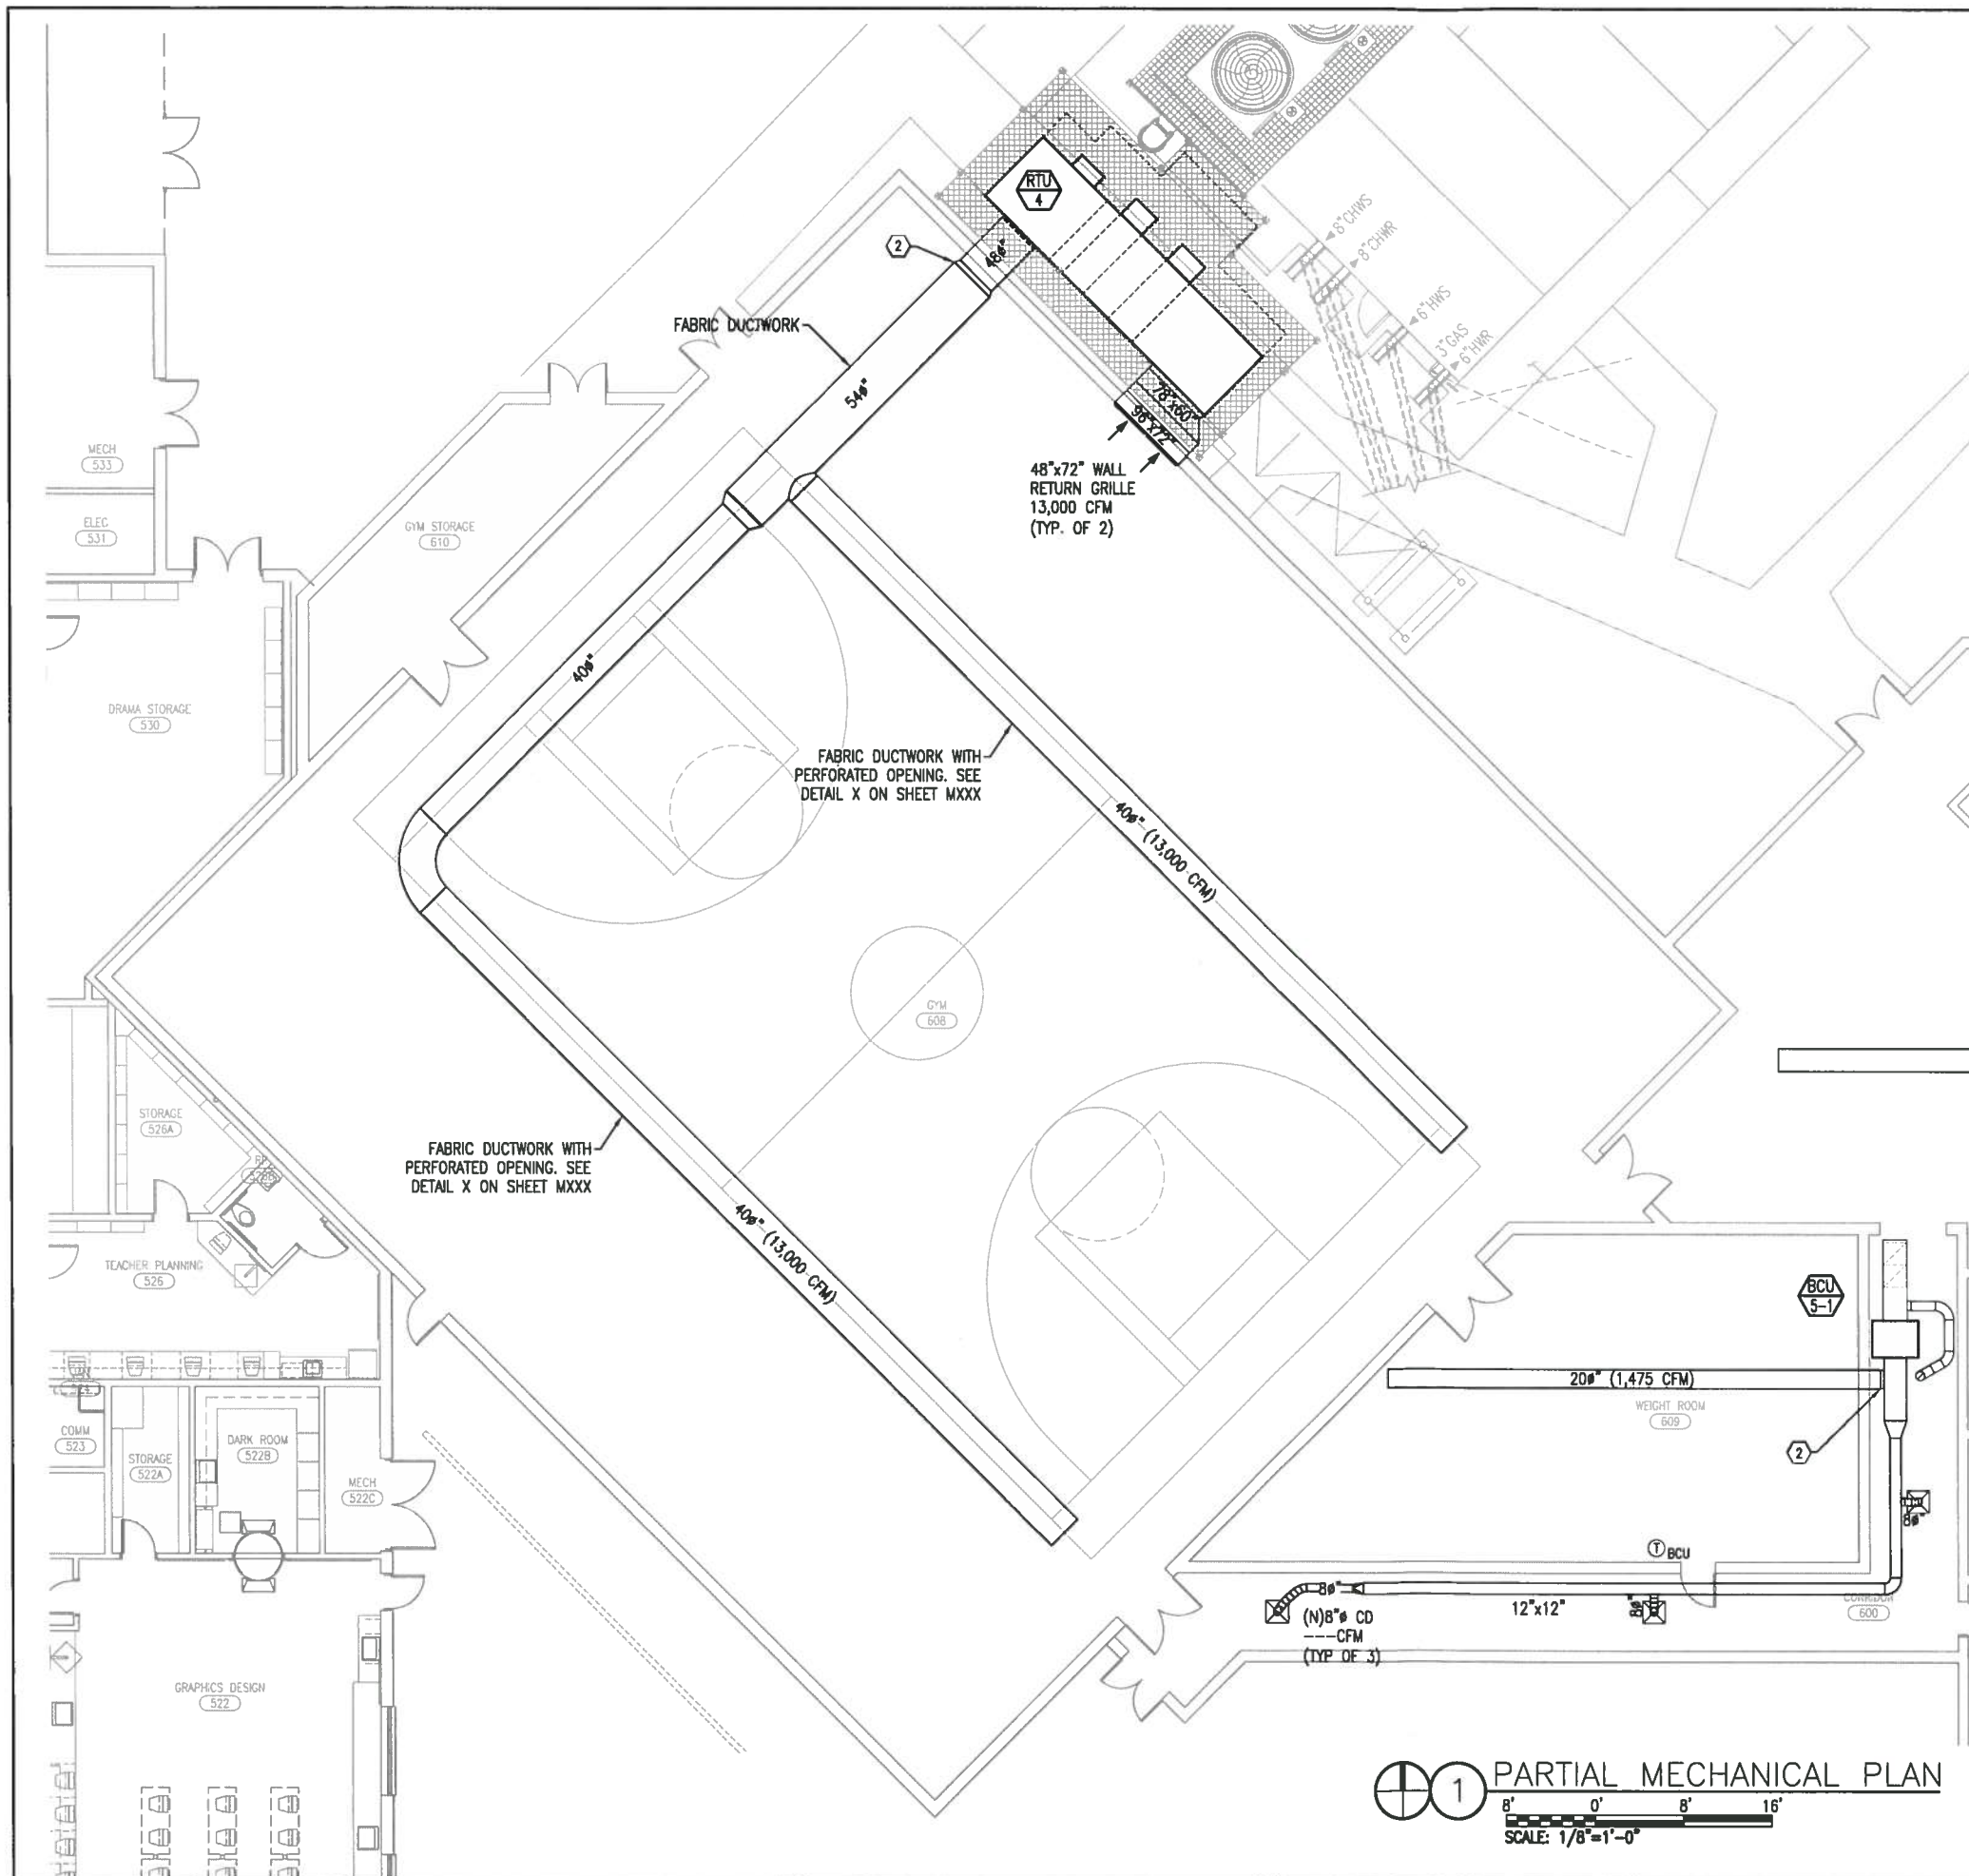 RTU
4
8"CHWS
8"CHWR
6"HWS
3"GAS
6"HWR
2
48ø"
FABRIC DUCTWORK
54ø"
78"x60"
96"x72"
48"x72" WALL
RETURN GRILLE
13,000 CFM
(TYP. OF 2)
MECH
533
ELEC
531
GYM STORAGE
610
40ø"
DRAMA STORAGE
530
FABRIC DUCTWORK WITH
PERFORATED OPENING. SEE
DETAIL X ON SHEET MXXX
40ø" (13,000 CFM)
GYM
608
STORAGE
526A
FABRIC DUCTWORK WITH
PERFORATED OPENING. SEE
DETAIL X ON SHEET MXXX
40ø" (13,000 CFM)
TEACHER PLANNING
526
BCU
5-1
20ø" (1,475 CFM)
WEIGHT ROOM
609
2
COMM
523
STORAGE
522A
DARK ROOM
522B
MECH
522C
8ø"
T BCU
8ø"
12"x12"
8ø"
(N)8"ø CD
---CFM
(TYP OF 3)
CORRIDOR
600
GRAPHICS DESIGN
522
1 PARTIAL MECHANICAL PLAN
8' 0' 8' 16'
SCALE: 1/8"=1'-0"